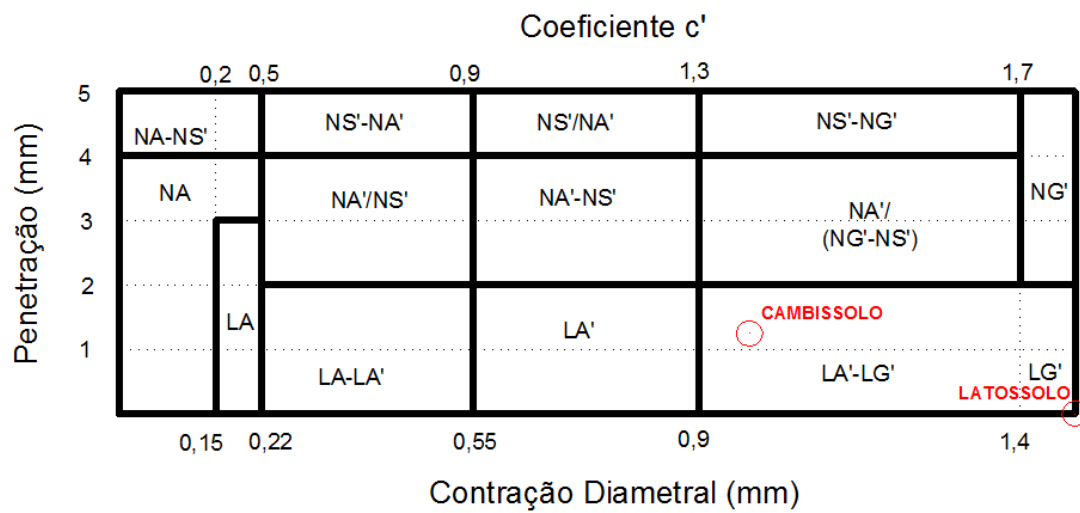 Coeficiente c'
0,2 0,5 0,9 1,3 1,7
5
NA-NS' NS'-NA' NS'/NA' NS'-NG'
4
NA NA'/NS' NA'-NS' NA'/
(NG'-NS') NG'
3
2
LA LA' CAMBISSOLO
1
LA-LA' LA'-LG' LG'
LATOSSOLO
0,15 0,22 0,55 0,9 1,4
Penetração (mm)
Contração Diametral (mm)